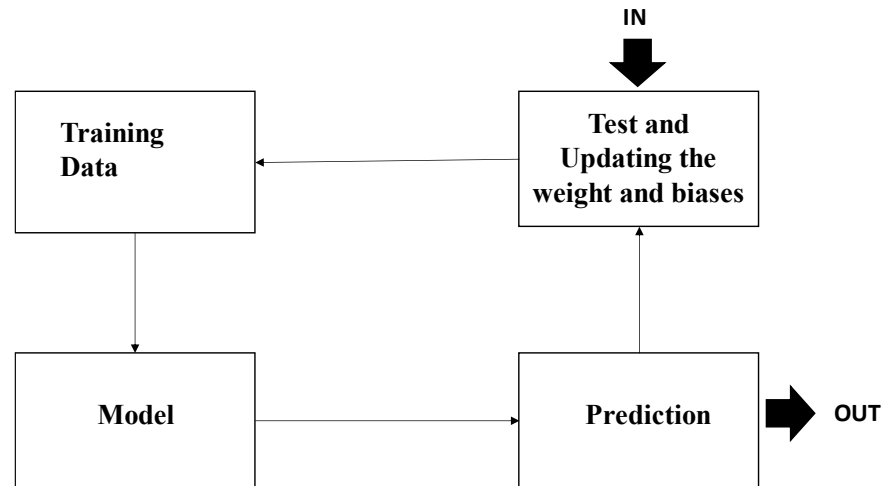 IN
Training
Data
Test and
Updating the
weight and biases
Model
Prediction
OUT